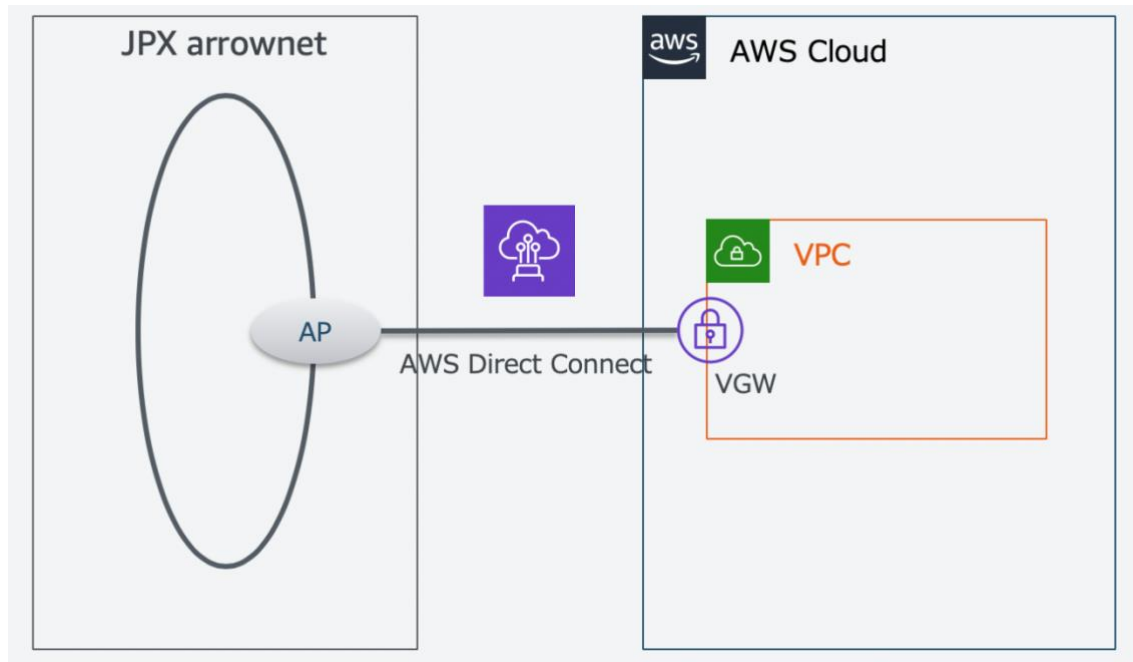 JPX arrownet
aws
AWS Cloud
VPC
AP
AWS Direct Connect
VGW